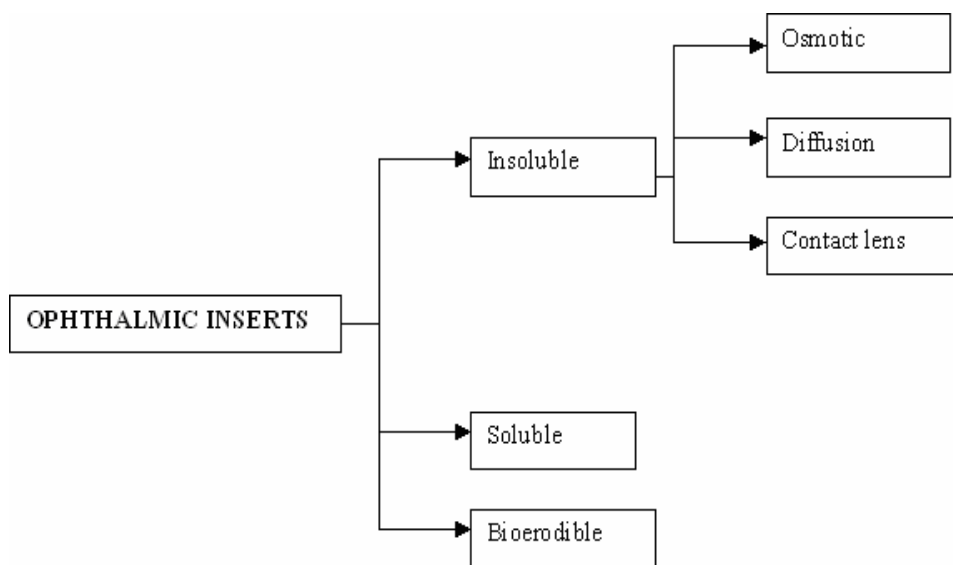 Osmotic
Insoluble
Diffusion
Contact lens
OPHTHALMIC INSERTS
Soluble
Bioerodible